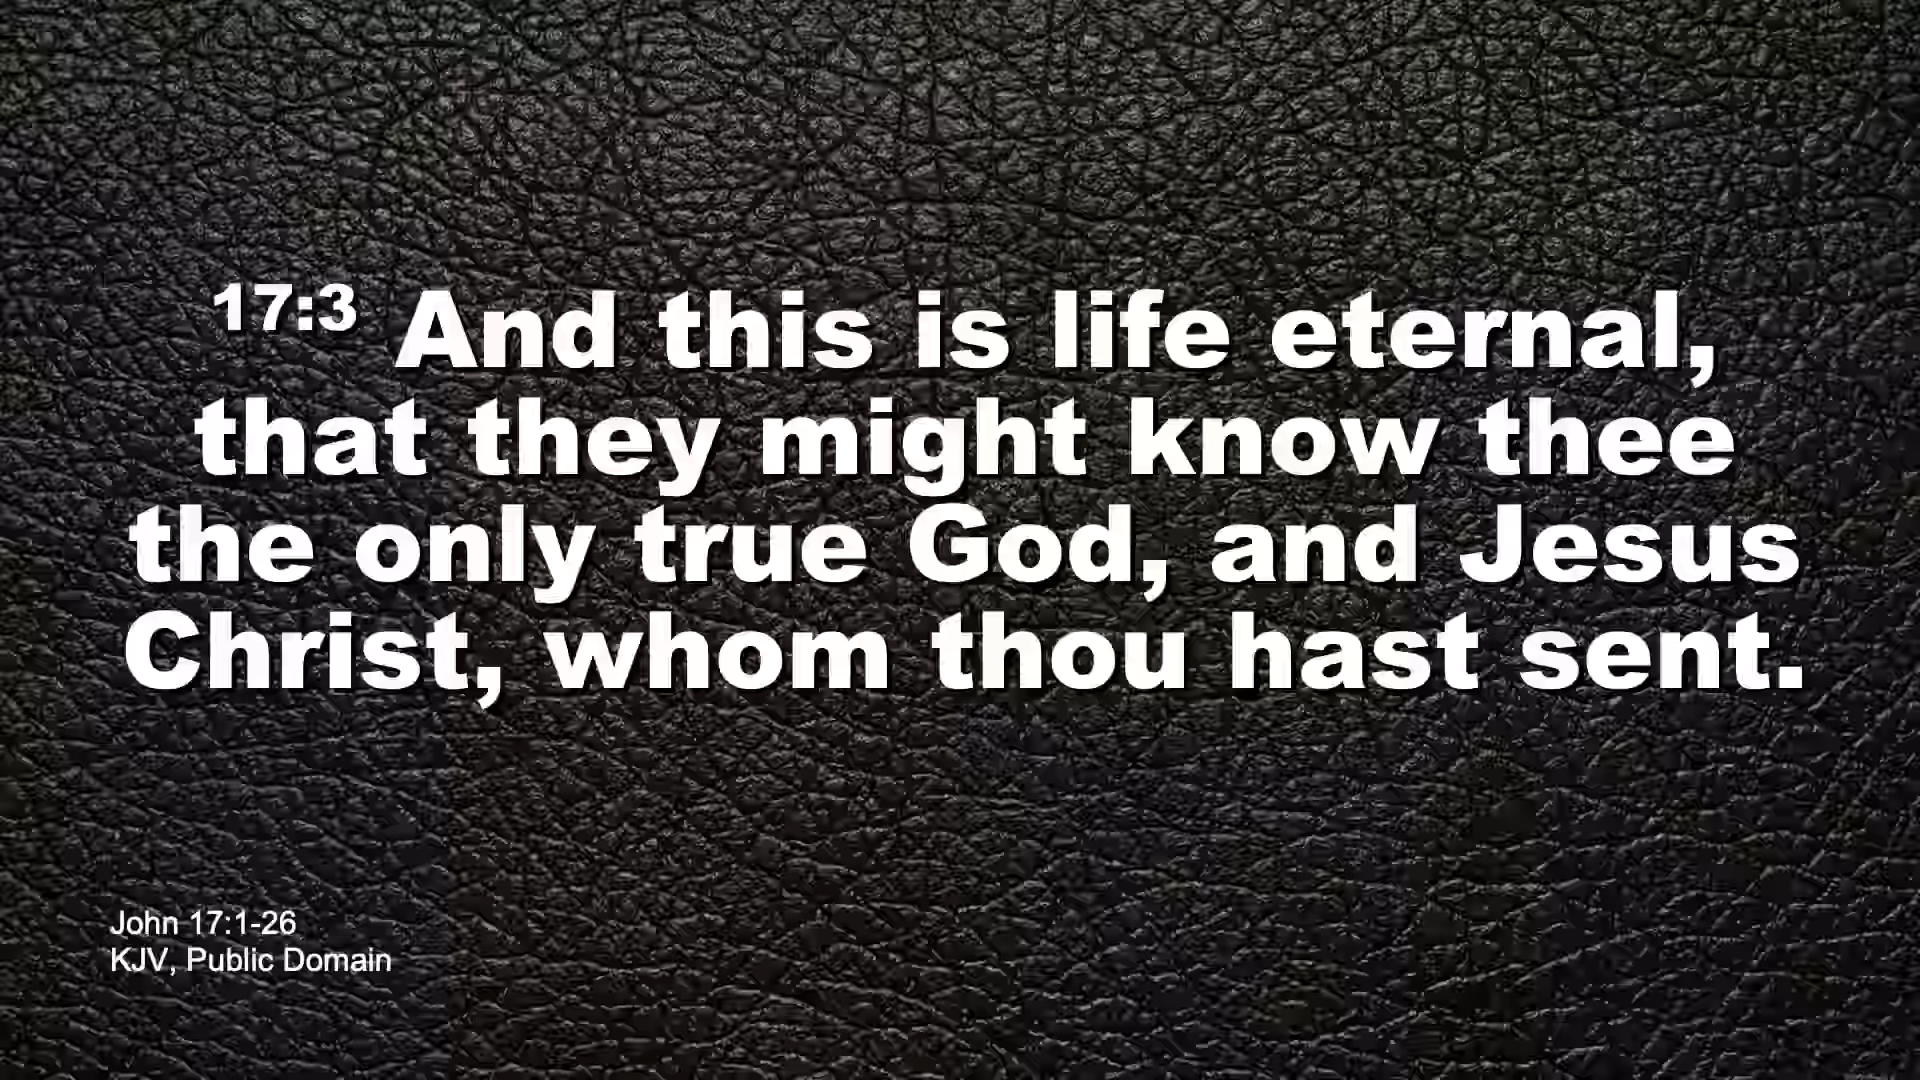 17:3 And this is life eternal,
that they might know thee
the only true God, and Jesus
Christ, whom thou hast sent.
John 17:1-26
KJV, Public Domain